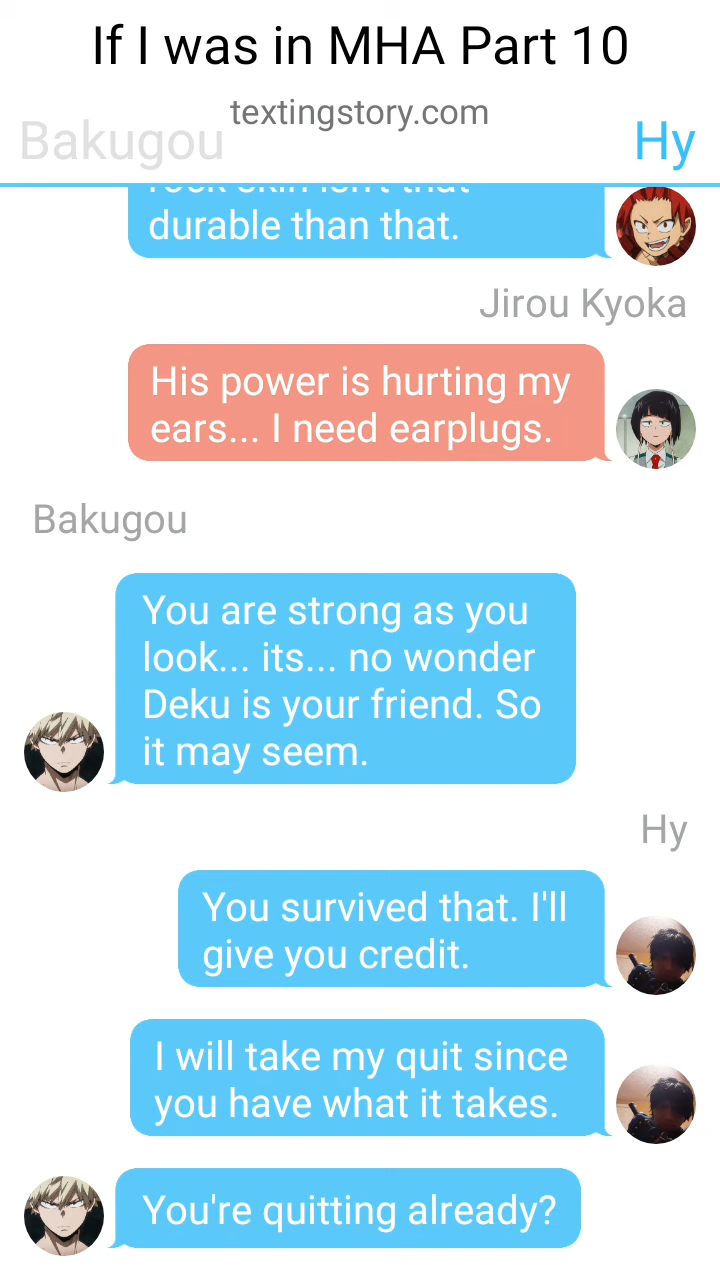 If I was in MHA Part 10
textingstory.com
Bakugou
Hy
durable than that.
Jirou Kyoka
His power is hurting my
ears... I need earplugs.
Bakugou
You are strong as you
look... its... no wonder
Deku is your friend. So
it may seem.
Hy
You survived that. I'll
give you credit.
I will take my quit since
you have what it takes.
You're quitting already?